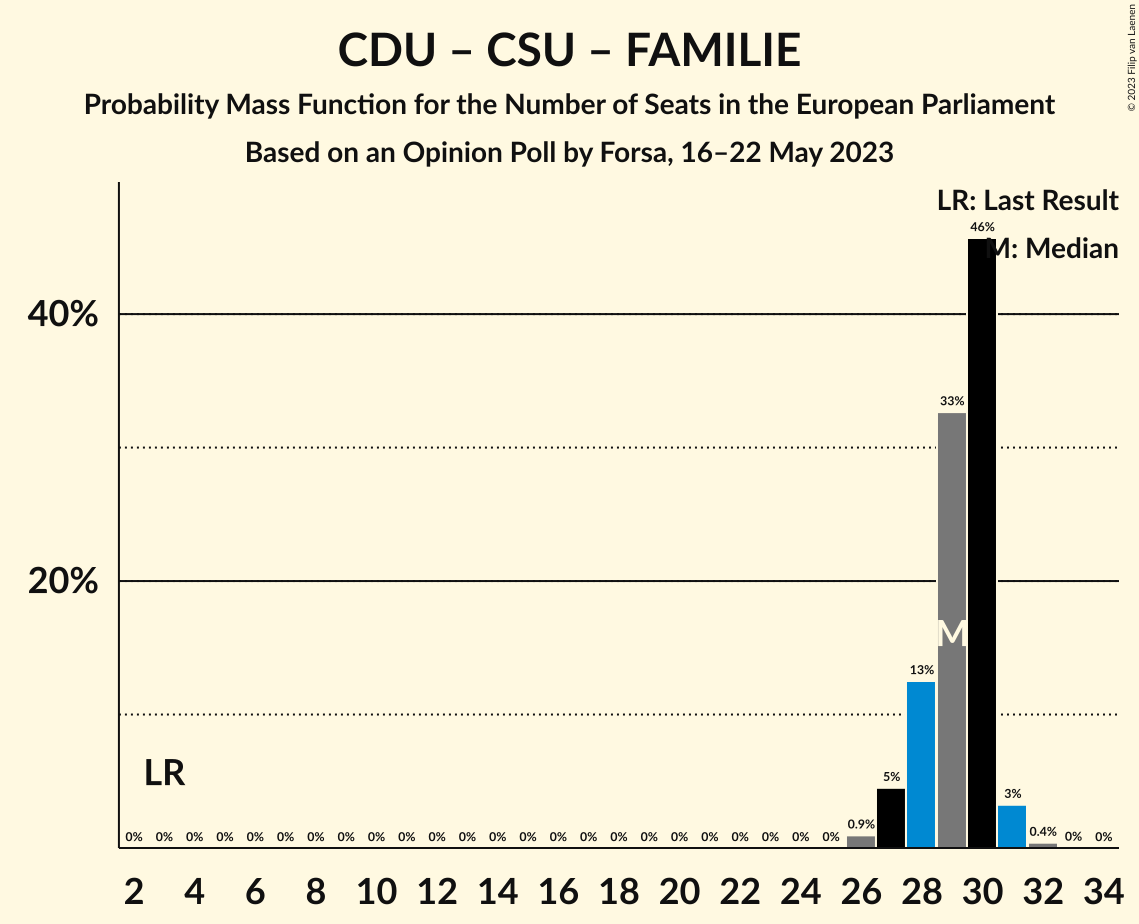 CDU – CSU – FAMILIE
Probability Mass Function for the Number of Seats in the European Parliament
Based on an Opinion Poll by Forsa, 16–22 May 2023
© 2023 Filip van Laenen
LR: Last Result
M: Median
46%
40%
33%
20%
M
13%
LR
5%
3%
0% 0% 0% 0% 0% 0% 0% 0% 0% 0% 0% 0% 0% 0% 0% 0% 0% 0% 0% 0% 0% 0% 0% 0% 0.9% 0.4% 0% 0%
2 4 6 8 10 12 14 16 18 20 22 24 26 28 30 32 34